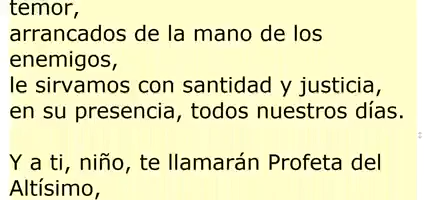 temor,
arrancados de la mano de los
enemigos,
le sirvamos con santidad y justicia,
en su presencia, todos nuestros días.
Y a ti, niño, te llamarán Profeta del
Altísimo,